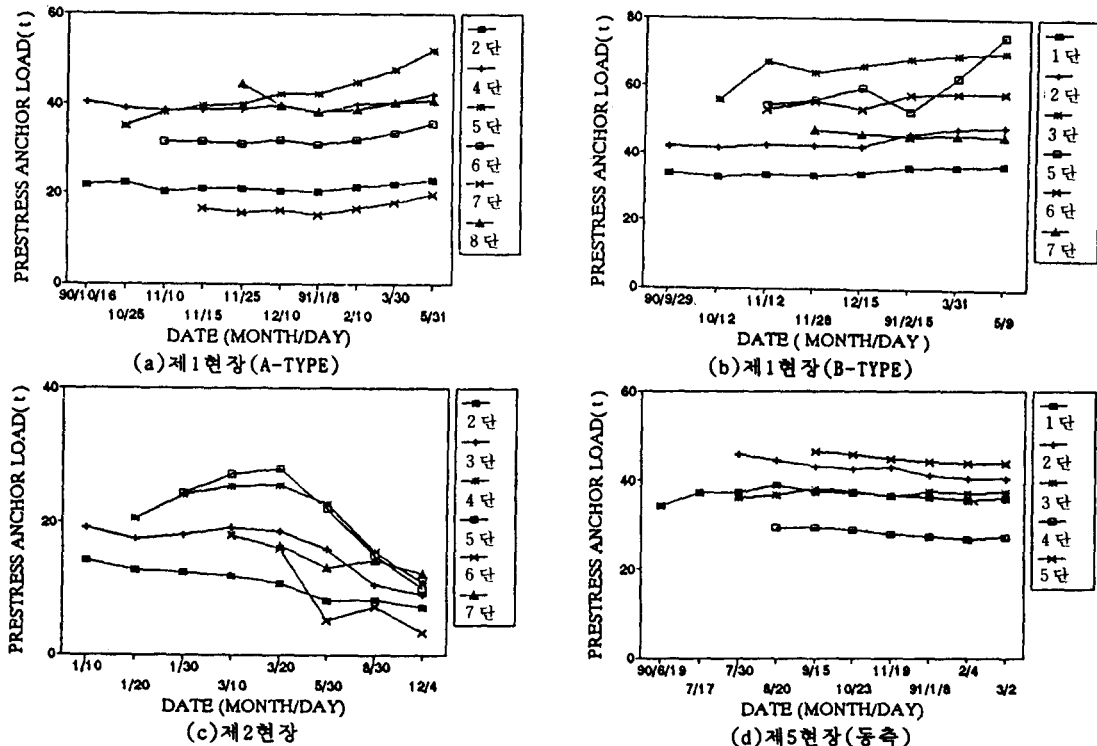 60
40
20
0
PRESTRESS ANCHOR LOAD(t)
90/10/16
10/25
11/10
11/15
11/25
12/10
91/1/8
2/10
3/30
5/31
DATE (MONTH/DAY)
2단
4단
5단
6단
7단
8단
(a)제1현장(A-TYPE)
80
60
40
20
0
PRESTRESS ANCHOR LOAD(t)
90/9/29.
10/12
11/12
11/28
12/15
91/2/15
3/31
5/9
DATE ( MONTH/DAY )
1단
2단
3단
5단
6단
7단
(b)제1현장(B-TYPE)
40
20
0
PRESTRESS ANCHOR LOAD(t)
1/10
1/20
1/30
3/10
3/20
5/30
8/30
12/4
DATE (MONTH/DAY)
2단
3단
4단
5단
6단
7단
(c)제2현장
60
40
20
0
PRESTRESS ANCHOR LOAD(t)
90/6/19
7/17
7/30
8/20
9/15
10/23
11/19
91/1/8
2/4
3/2
DATE (MONTH/DAY)
1단
2단
3단
4단
5단
(d)제5현장(동측)